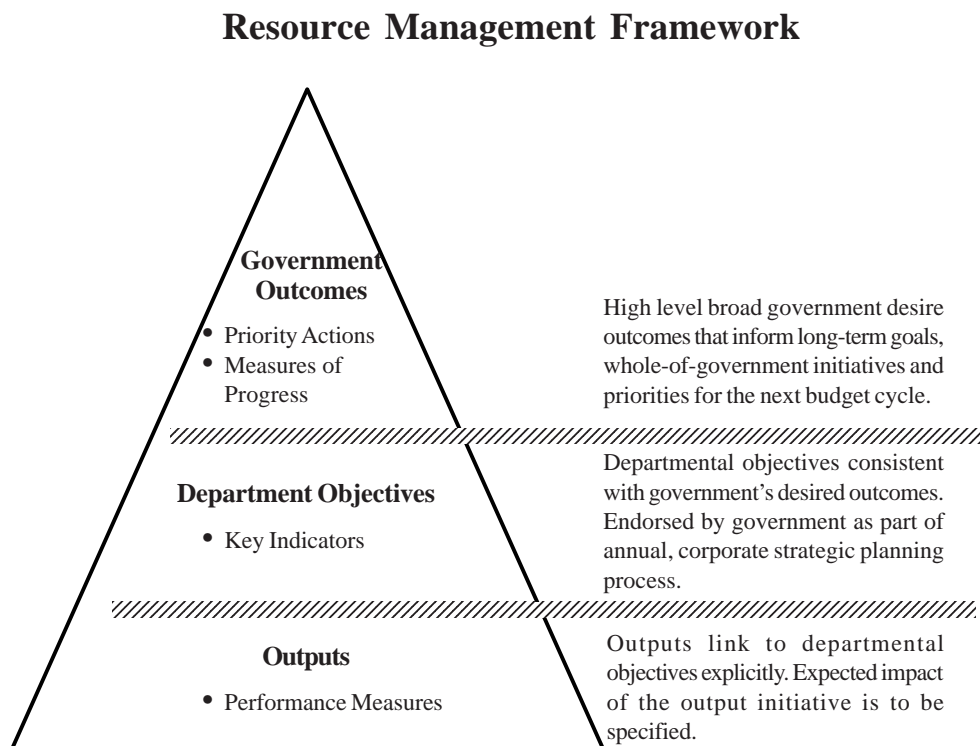 Resource Management Framework
Government
Outcomes
• Priority Actions
• Measures of
Progress
High level broad government desire
outcomes that inform long-term goals,
whole-of-government initiatives and
priorities for the next budget cycle.
Department Objectives
• Key Indicators
Departmental objectives consistent
with government’s desired outcomes.
Endorsed by government as part of
annual, corporate strategic planning
process.
Outputs
• Performance Measures
Outputs link to departmental
objectives explicitly. Expected impact
of the output initiative is to be
specified.